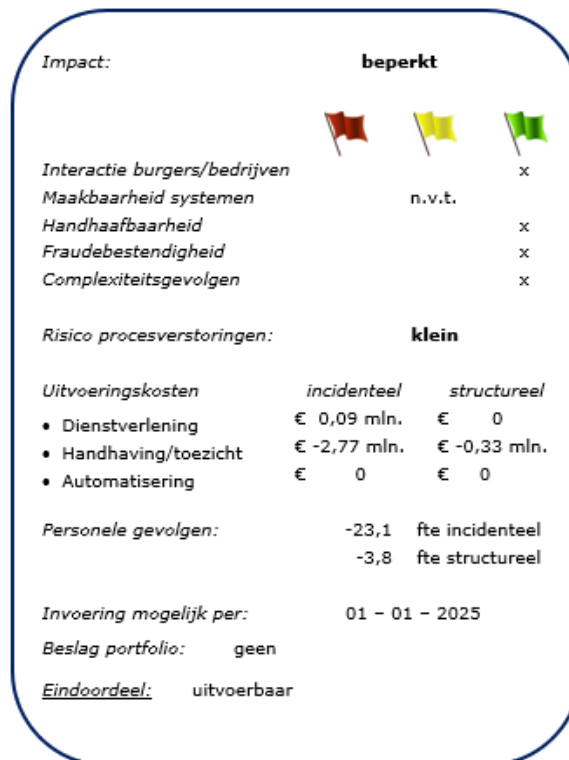 Impact: beperkt
Interactie burgers/bedrijven x
Maakbaarheid systemen n.v.t.
Handhaafbaarheid x
Fraudebestendigheid x
Complexiteitsgevolgen x
Risico procesverstoringen: klein
Uitvoeringskosten incidenteel structureel
• Dienstverlening € 0,09 mln. € 0
• Handhaving/toezicht € -2,77 mln. € -0,33 mln.
• Automatisering € 0 € 0
Personele gevolgen: -23,1 fte incidenteel
-3,8 fte structureel
Invoering mogelijk per: 01 – 01 – 2025
Beslag portfolio: geen
Eindoordeel: uitvoerbaar